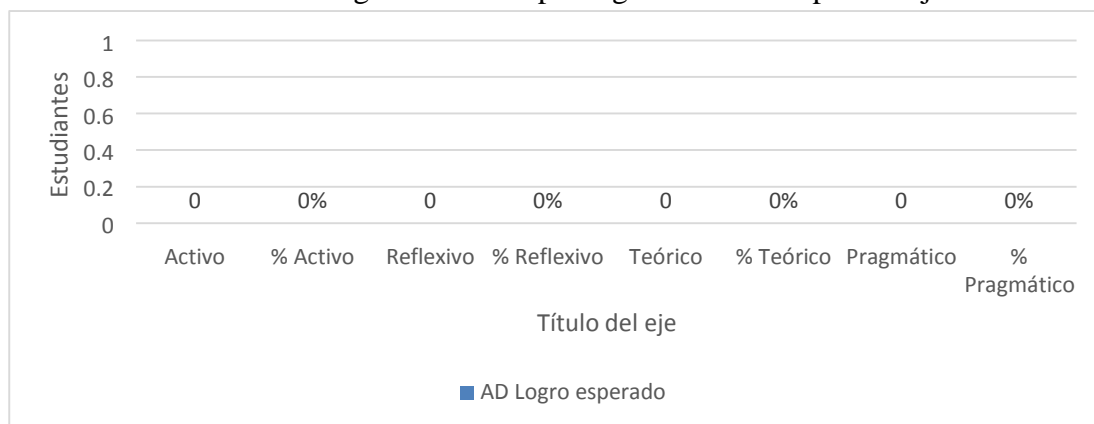 1
0.8
0.6
0.4
0.2
0
Estudiantes
0 0% 0 0% 0 0% 0 0%
Activo % Activo Reflexivo % Reflexivo Teórico % Teórico Pragmático %
Pragmático
Título del eje
AD Logro esperado